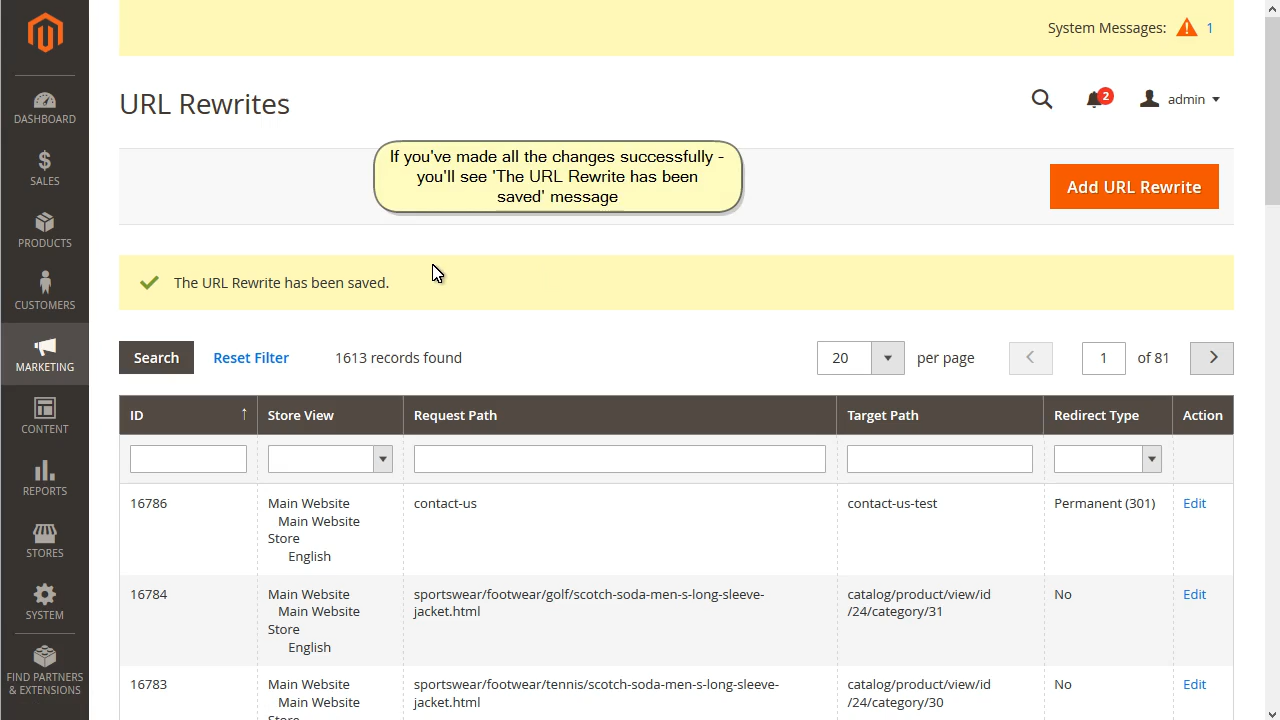 System Messages: 1
URL Rewrites
2
admin
If you've made all the changes successfully -
you'll see 'The URL Rewrite has been
saved' message
Add URL Rewrite
The URL Rewrite has been saved.
Search Reset Filter 1613 records found 20 per page 1 of 81
ID Store View Request Path Target Path Redirect Type Action
16786 Main Website contact-us contact-us-test Permanent (301) Edit
Main Website
Store
English
16784 Main Website sportswear/footwear/golf/scotch-soda-men-s-long-sleeve- catalog/product/view/id No Edit
Main Website jacket.html /24/category/31
Store
English
16783 Main Website sportswear/footwear/tennis/scotch-soda-men-s-long-sleeve- catalog/product/view/id No Edit
Main Website jacket.html /24/category/30
Store
DASHBOARD
SALES
PRODUCTS
CUSTOMERS
MARKETING
CONTENT
REPORTS
STORES
SYSTEM
FIND PARTNERS
& EXTENSIONS